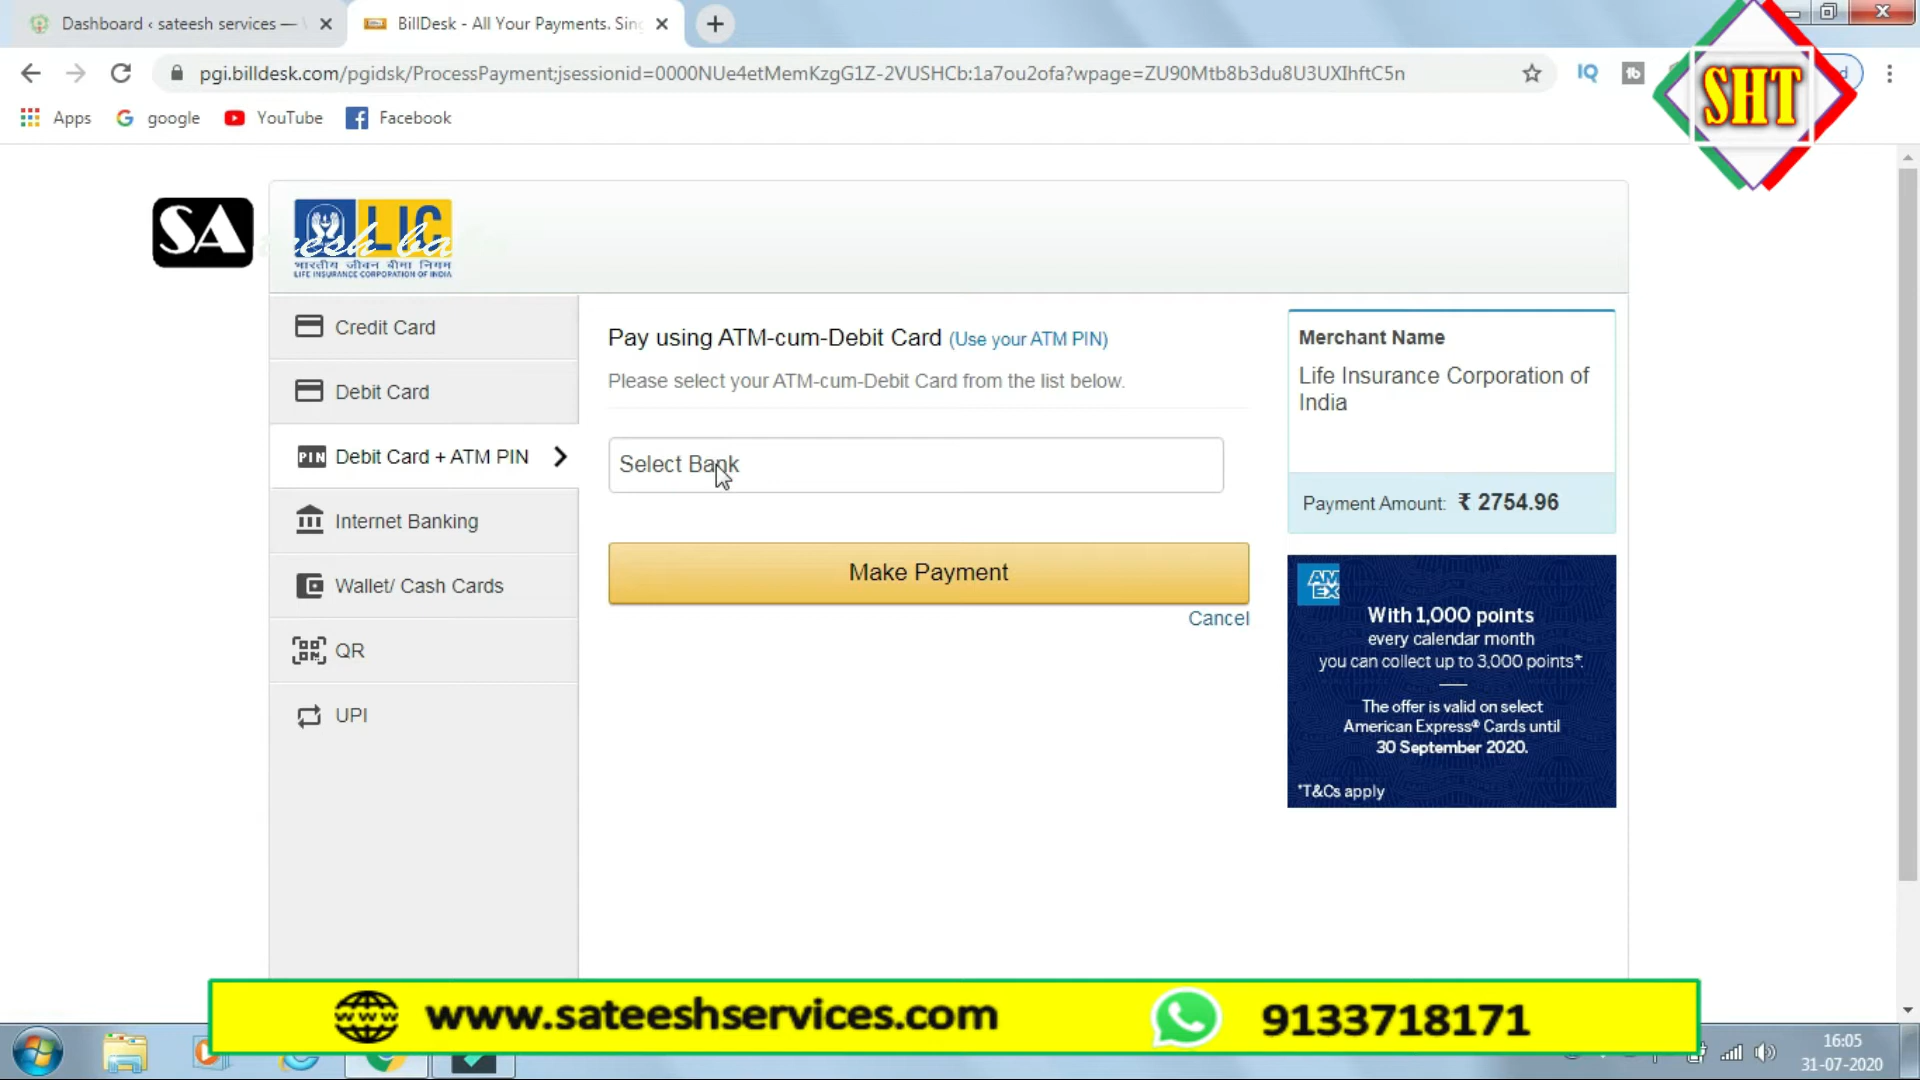 Dashboard ‹ sateesh services —
BillDesk - All Your Payments. Sin
pgi.billdesk.com/pgidsk/ProcessPayment;jsessionid=0000NUe4etMemKzgG1Z-2VUSHCb:1a7ou2ofa?wpage=ZU90Mtb8b3du8U3UXIhftC5n
IQ
Apps
google
YouTube
Facebook
SHT
SA
LIC
भारतीय जीवन बीमा निगम
LIFE INSURANCE CORPORATION OF INDIA
Credit Card
Debit Card
PIN Debit Card + ATM PIN
Internet Banking
Wallet/ Cash Cards
QR
UPI
Pay using ATM-cum-Debit Card (Use your ATM PIN)
Please select your ATM-cum-Debit Card from the list below.
Select Bank
Make Payment
Cancel
Merchant Name
Life Insurance Corporation of
India
Payment Amount: ₹ 2754.96
AM
EX
With 1,000 points
every calendar month
you can collect up to 3,000 points*.
The offer is valid on select
American Express® Cards until
30 September 2020.
*T&Cs apply
www.sateeshservices.com
9133718171
16:05
31-07-2020